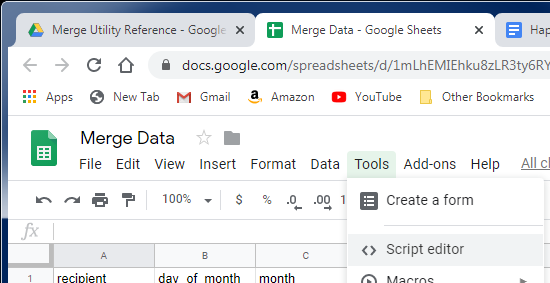 Merge Utility Reference - Google
Merge Data - Google Sheets
Hap
docs.google.com/spreadsheets/d/1mLhEMIEhku8zLR3ty6RY
Apps
New Tab
Gmail
Amazon
YouTube
Other Bookmarks
Merge Data
File Edit View Insert Format Data Tools Add-ons Help All c
100% $ % .0 .00 1
Create a form
fx
Script editor
A B C
1 recipient day_of_month month
Macros